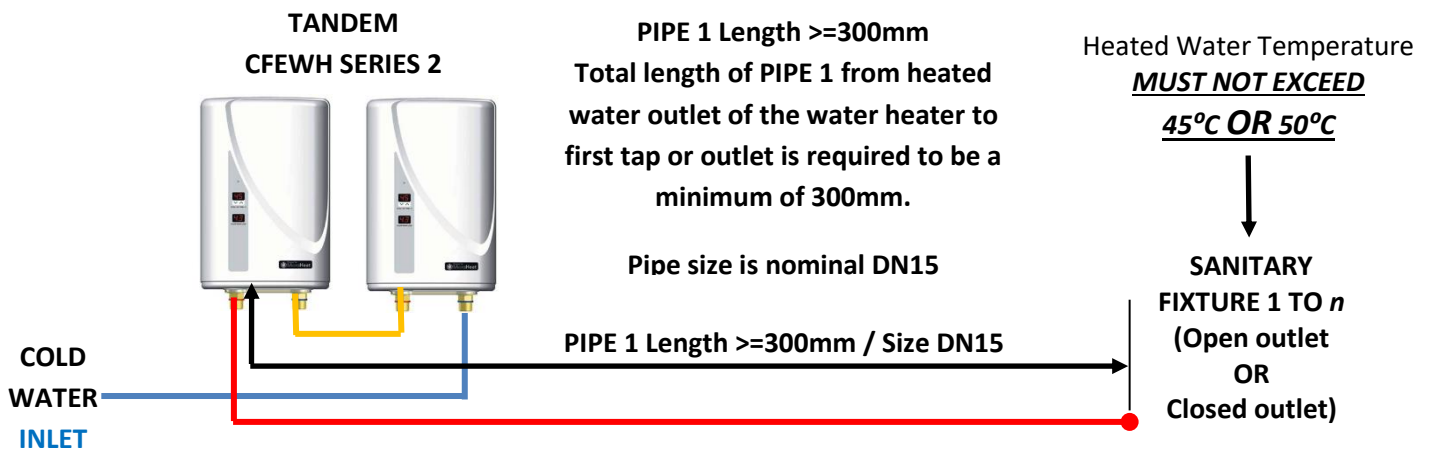 TANDEM
CFEWH SERIES 2
PIPE 1 Length >=300mm
Total length of PIPE 1 from heated
water outlet of the water heater to
first tap or outlet is required to be a
minimum of 300mm.
Pipe size is nominal DN15
Heated Water Temperature
MUST NOT EXCEED
45ºC OR 50ºC
SANITARY
FIXTURE 1 TO n
(Open outlet
OR
Closed outlet)
PIPE 1 Length >=300mm / Size DN15
COLD
WATER
INLET